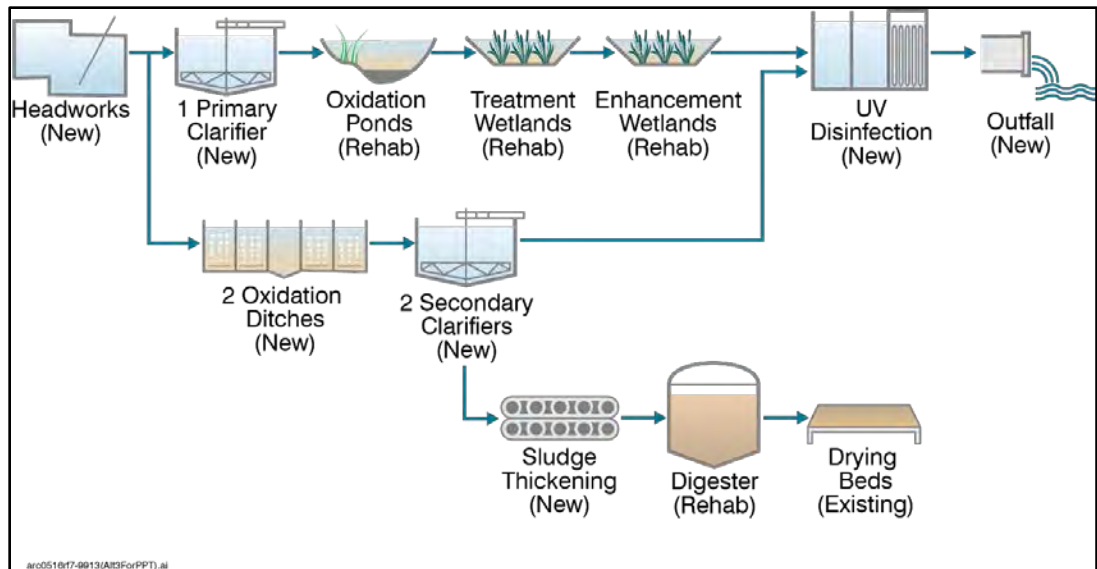 Headworks
(New)
1 Primary
Clarifier
(New)
Oxidation
Ponds
(Rehab)
Treatment
Wetlands
(Rehab)
Enhancement
Wetlands
(Rehab)
UV
Disinfection
(New)
Outfall
(New)
2 Oxidation
Ditches
(New)
2 Secondary
Clarifiers
(New)
Sludge
Thickening
(New)
Digester
(Rehab)
Drying
Beds
(Existing)